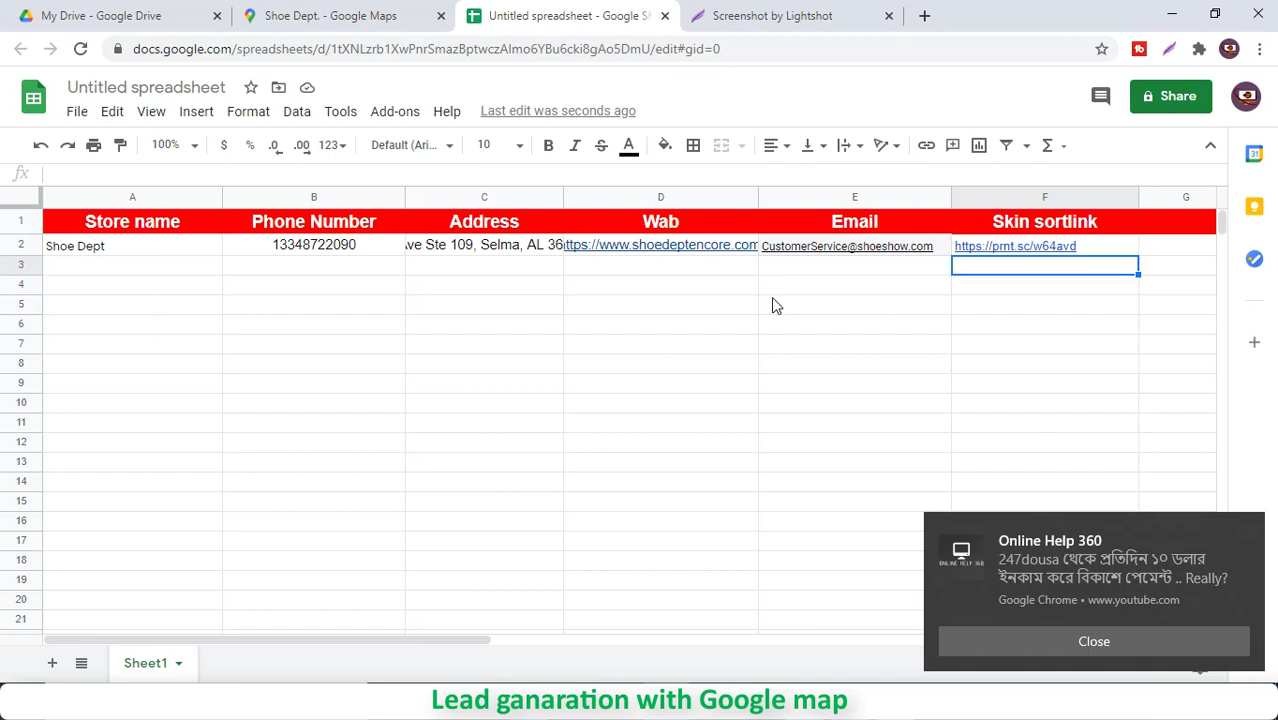 My Drive - Google Drive
Shoe Dept. - Google Maps
Untitled spreadsheet - Google Sh
Screenshot by Lightshot
docs.google.com/spreadsheets/d/1tXNLzrb1XwPnrSmazBptwczAlmo6YBu6cki8gAo5DmU/edit#gid=0
Untitled spreadsheet
File Edit View Insert Format Data Tools Add-ons Help Last edit was seconds ago
Share
100% $ % .0 .00 123 Default (Ari... 10 B I S A
fx
A B C D E F G
1 Store name Phone Number Address Wab Email Skin sortlink
2 Shoe Dept 13348722090 Ave Ste 109, Selma, AL 36 ttps://www.shoedeptencore.com CustomerService@shoeshow.com https://prnt.sc/w64avd
3
4
5
6
7
8
9
10
11
12
13
14
15
16
17
18
19
20
21
Online Help 360
247dousa থেকে প্রতিদিন ১০ ডলার
ইনকাম করে বিকাশে পেমেন্ট .. Really?
Google Chrome • www.youtube.com
Close
ONLINE HELP 360
Sheet1
Lead ganaration with Google map